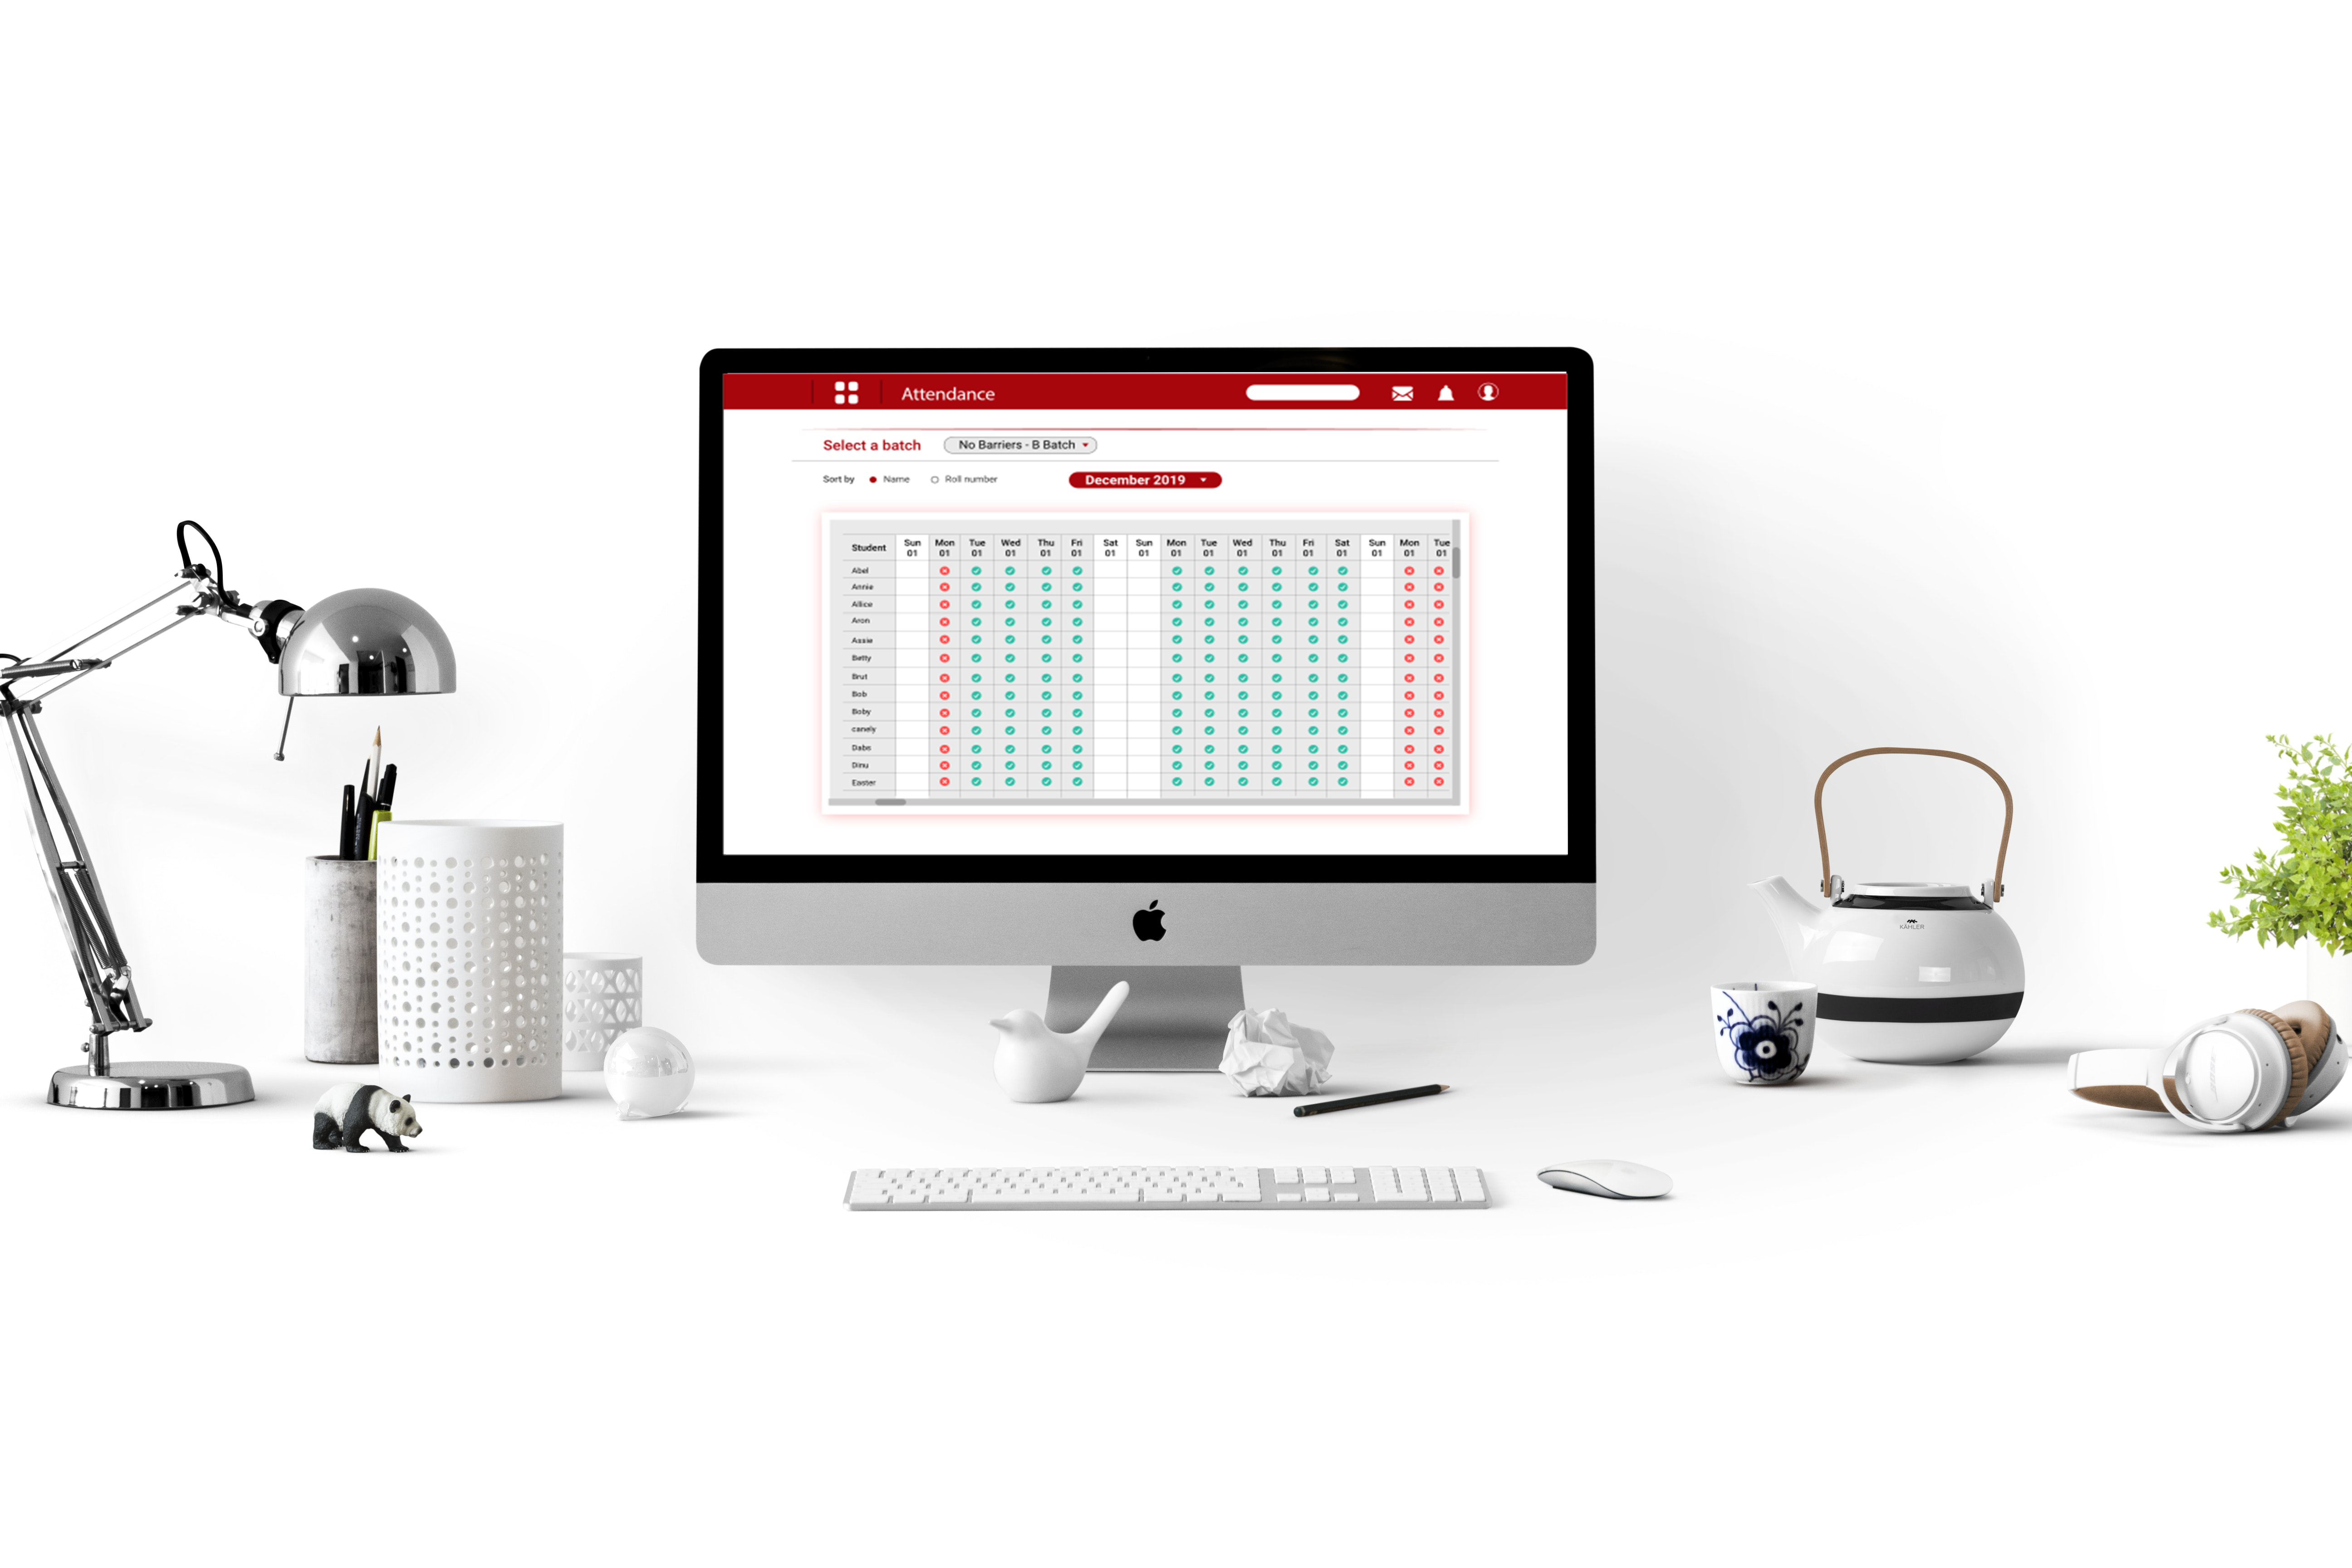 Attendance
Select a batch No Barriers - B Batch
Sort by Name Roll number December 2019
Student Sun Mon Tue Wed Thu Fri Sat Sun Mon Tue Wed Thu Fri Sat Sun Mon Tue
01 01 01 01 01 01 01 01 01 01 01 01 01 01 01 01 01
Abel
Annie
Allice
Aron
Assie
Betty
Brut
Bob
Boby
canely
Dabs
Dinu
Easter
KÄHLER